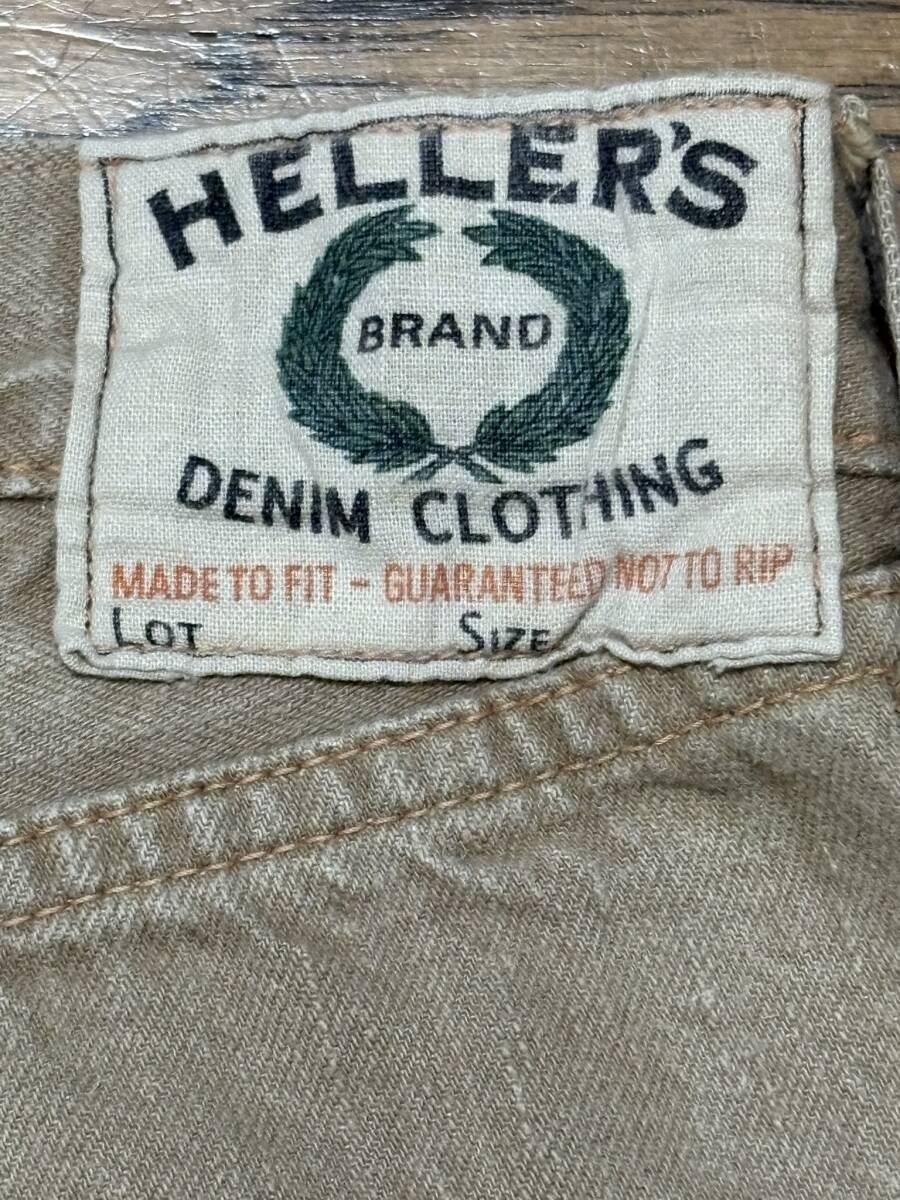 HELLER'S
BRAND
DENIM CLOTHING
MADE TO FIT - GUARANTEED NOT TO RIP
LOT SIZE